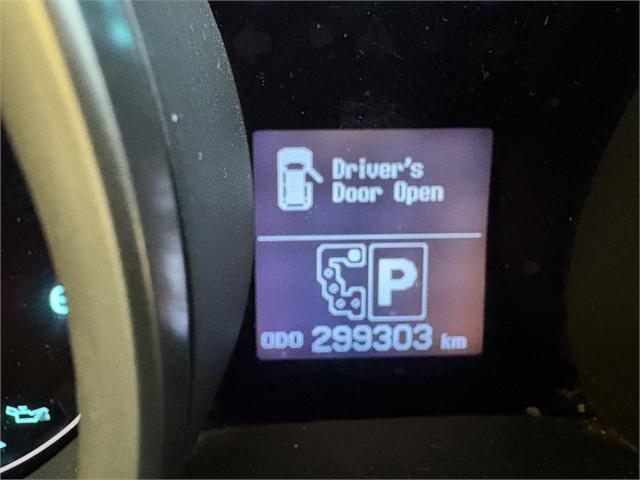 Driver's
Door Open
P
ODO 299303 km